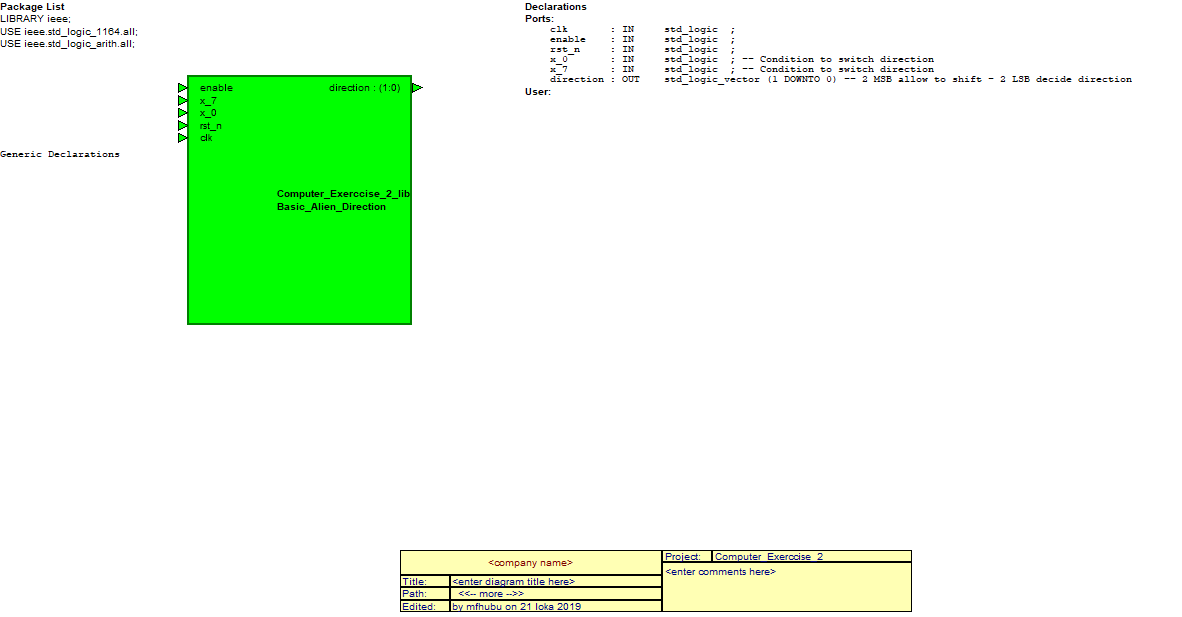 Package List
LIBRARY ieee;
USE ieee.std_logic_1164.all;
USE ieee.std_logic_arith.all;
Declarations
Ports:
clk : IN std_logic ;
enable : IN std_logic ;
rst_n : IN std_logic ;
x_0 : IN std_logic ; -- Condition to switch direction
x_7 : IN std_logic ; -- Condition to switch direction
direction : OUT std_logic_vector (1 DOWNTO 0) -- 2 MSB allow to shift - 2 LSB decide direction
User:
enable direction : (1:0)
x_7
x_0
rst_n
clk
Generic Declarations
Computer_Exerccise_2_lib
Basic_Alien_Direction
<company name>
Title: <enter diagram title here>
Path: <<-- more -->>
Edited: by mfhubu on 21 loka 2019
Project: Computer_Exerccise_2
<enter comments here>